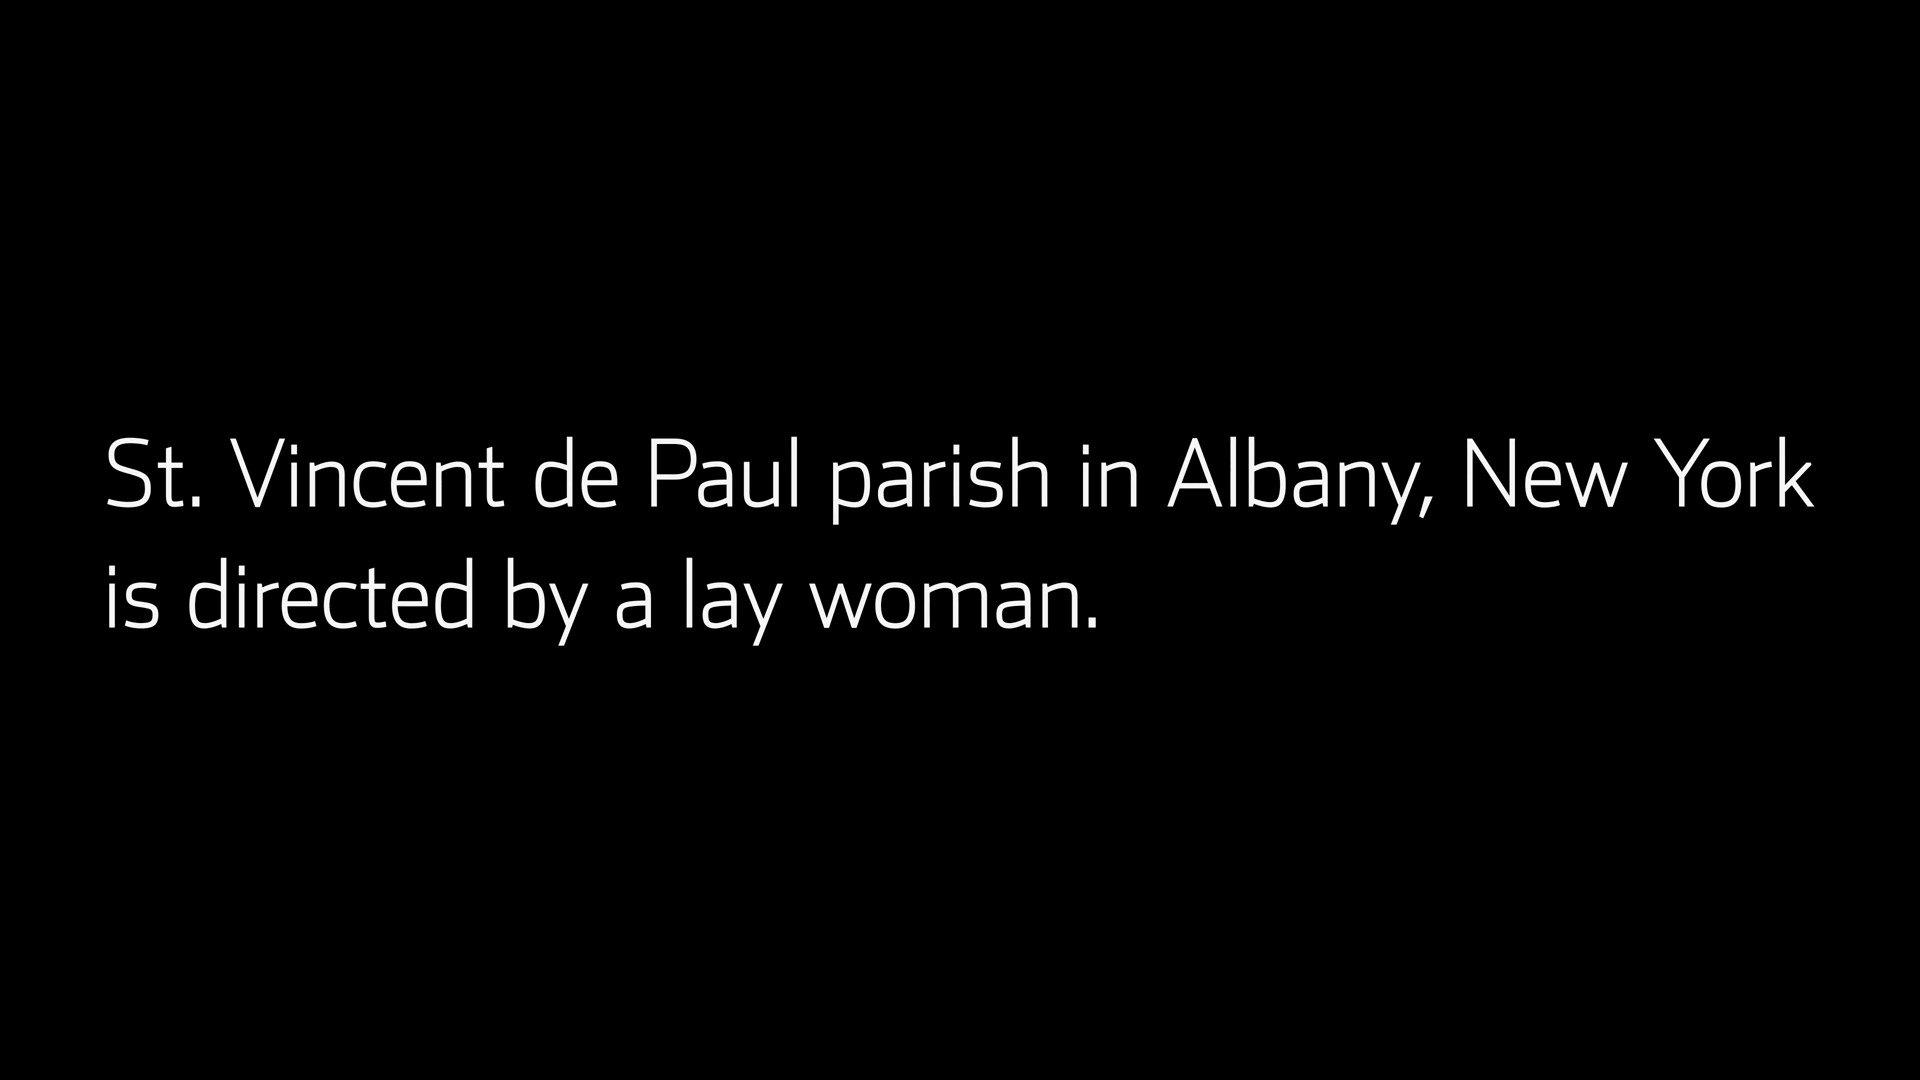 St. Vincent de Paul parish in Albany, New York
is directed by a lay woman.